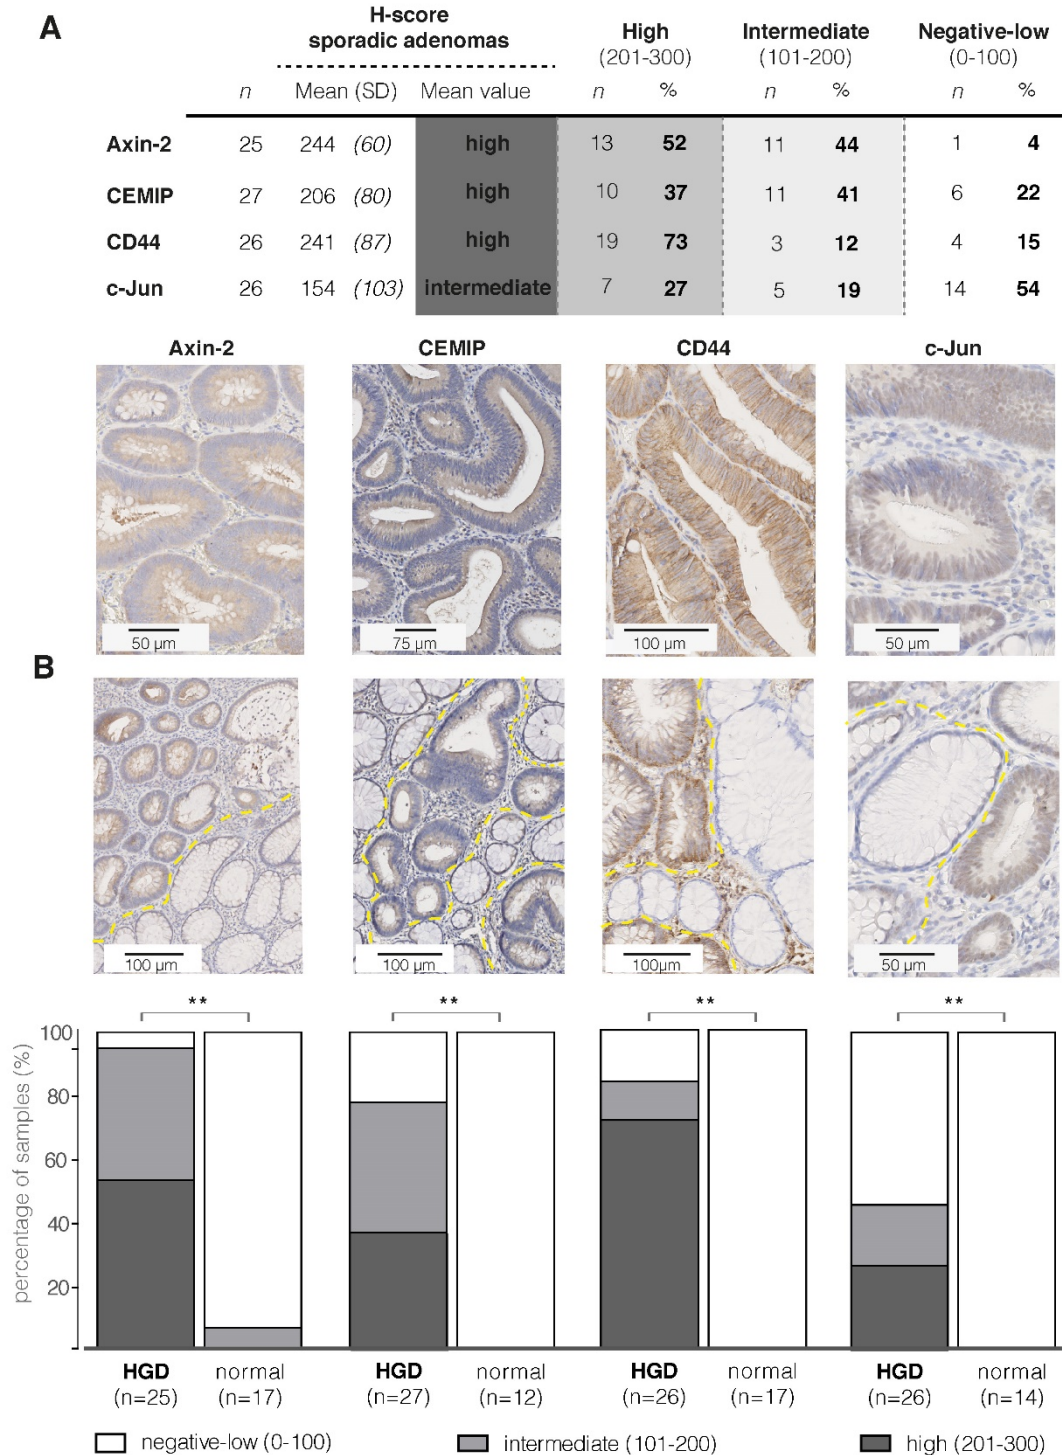 A
H-score
sporadic adenomas
High
(201-300)
Intermediate
(101-200)
Negative-low
(0-100)
n Mean (SD) Mean value n % n % n %
Axin-2 25 244 (60) high 13 52 11 44 1 4
CEMIP 27 206 (80) high 10 37 11 41 6 22
CD44 26 241 (87) high 19 73 3 12 4 15
c-Jun 26 154 (103) intermediate 7 27 5 19 14 54
Axin-2 CEMIP CD44 c-Jun
50 µm 75 µm 100 µm 50 µm
B
100 µm 100 µm 100µm 50 µm
** ** ** **
percentage of samples (%)
100
80
60
40
20
HGD normal HGD normal HGD normal HGD normal
(n=25) (n=17) (n=27) (n=12) (n=26) (n=17) (n=26) (n=14)
negative-low (0-100) intermediate (101-200) high (201-300)